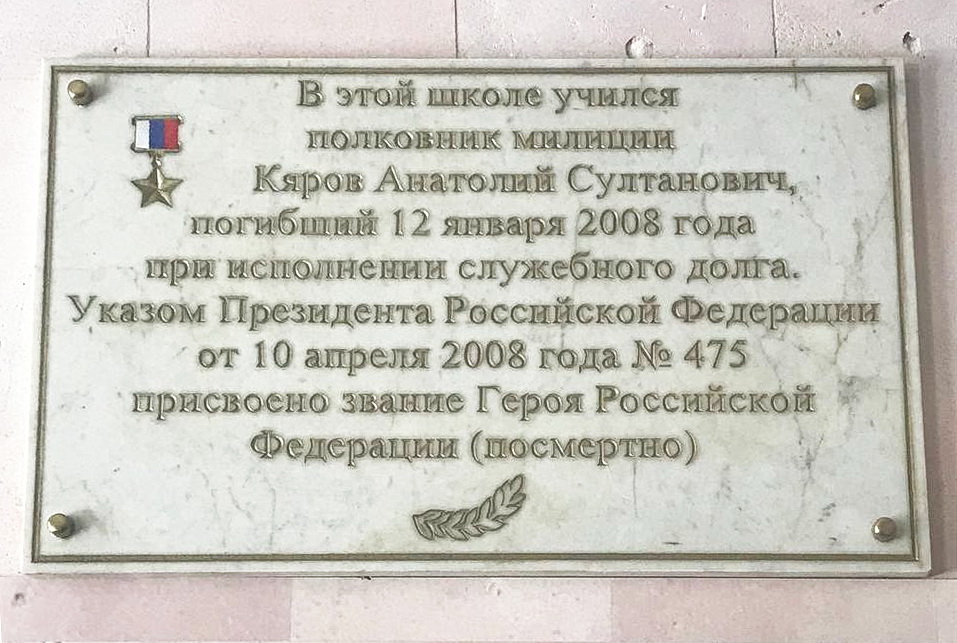 В этой школе учился
полковник милиции
Кяров Анатолий Султанович,
погибший 12 января 2008 года
при исполнении служебного долга.
Указом Президента Российской Федерации
от 10 апреля 2008 года № 475
присвоено звание Героя Российской
Федерации (посмертно)